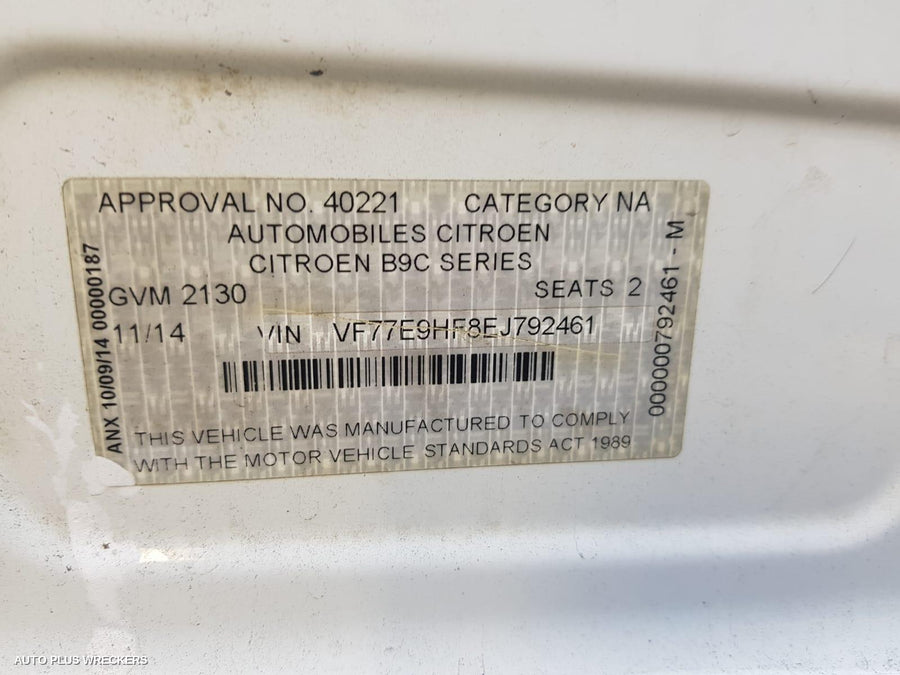 APPROVAL NO. 40221 CATEGORY NA
AUTOMOBILES CITROEN
CITROEN B9C SERIES
GVM 2130 SEATS 2
11/14 VIN VF77E9HF8EJ792461
THIS VEHICLE WAS MANUFACTURED TO COMPLY
WITH THE MOTOR VEHICLE STANDARDS ACT 1989
ANX 10/09/14 00000187
000000792461 - M
AUTO PLUS WRECKERS